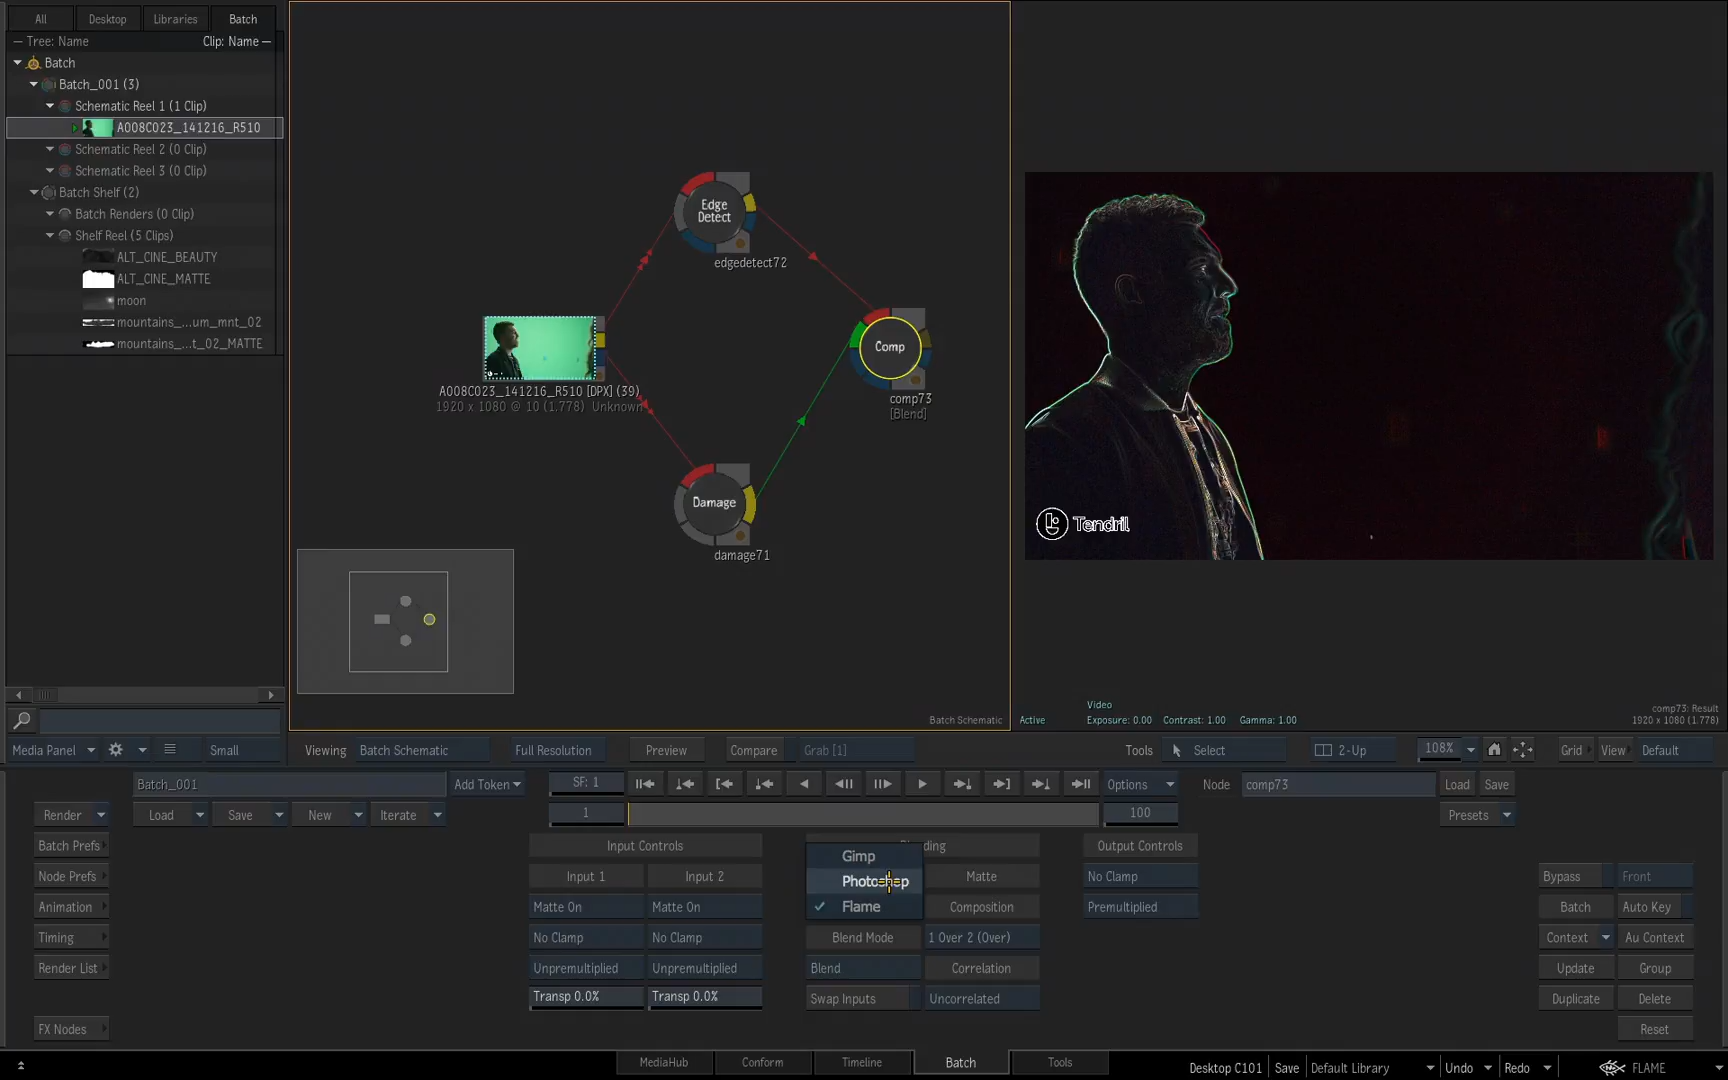 All Desktop Libraries Batch
Tree: Name Clip: Name
Batch
Batch_001 (3)
Schematic Reel 1 (1 Clip)
A008C023_141216_R510
Schematic Reel 2 (0 Clip)
Schematic Reel 3 (0 Clip)
Batch Shelf (2)
Batch Renders (0 Clip)
Shelf Reel (5 Clips)
ALT_CINE_BEAUTY
ALT_CINE_MATTE
moon
mountains_...um_mnt_02
mountains_...t_02_MATTE
Edge
Detect
edgedetect72
Comp
comp73
[Blend]
A008C023_141216_R510 [DPX] (39)
1920 x 1080 @ 10 (1.778) Unknown
Damage
damage71
Batch Schematic
Tendril
Video
Active Exposure: 0.00 Contrast: 1.00 Gamma: 1.00
comp73: Result
1920 x 1080 (1.778)
Media Panel Small Viewing Batch Schematic Full Resolution Preview Compare Grab [1] Tools Select 2-Up 108% Grid View Default
Batch_001 Add Token SF: 1 Options Node comp73 Load Save
Render Load Save New Iterate 1 100 Presets
Batch Prefs Input Controls Output Controls
Node Prefs Input 1 Input 2 Gimp Matte No Clamp Bypass Front
Animation Matte On Matte On Photoshop Composition Premultiplied Batch Auto Key
Timing No Clamp No Clamp Flame 1 Over 2 (Over) Context Au Context
Blend Mode
Render List Unpremultiplied Unpremultiplied Blend Correlation Update Group
Transp 0.0% Transp 0.0% Swap Inputs Uncorrelated Duplicate Delete
FX Nodes Reset
MediaHub Conform Timeline Batch Tools Desktop C101 Save Default Library Undo Redo FLAME